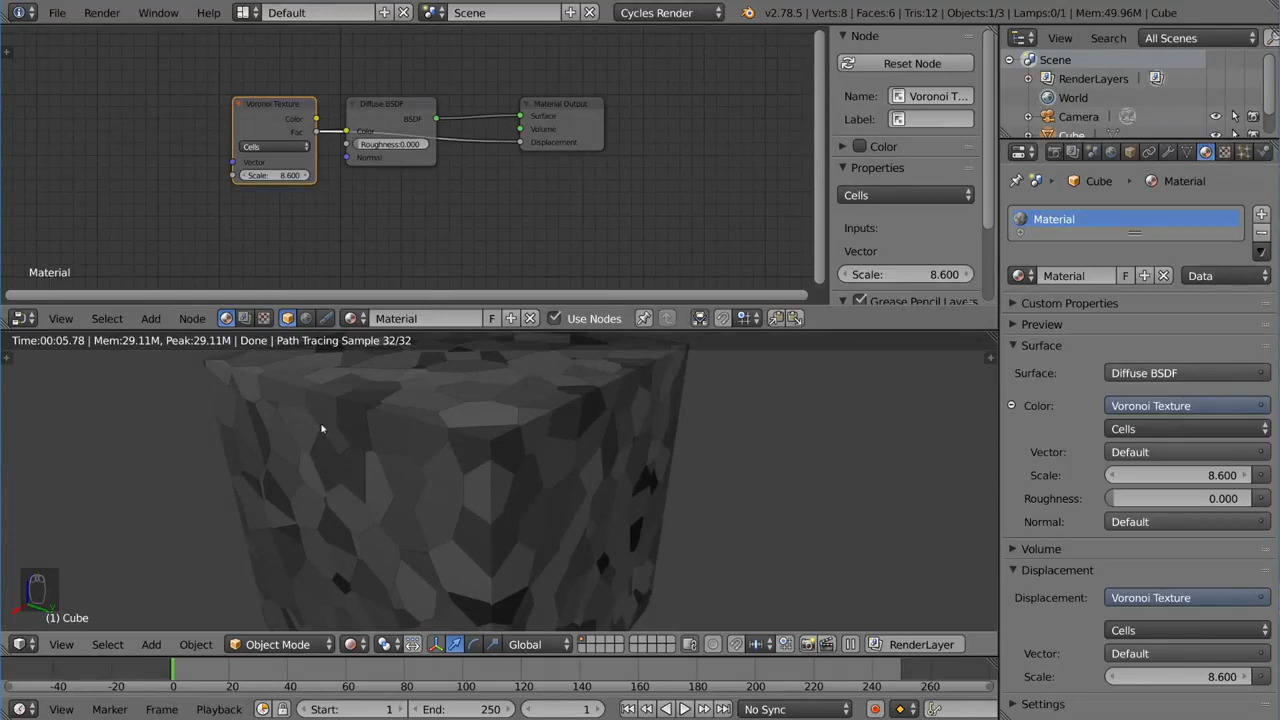 File Render Window Help Default Scene Cycles Render v2.78.5 | Verts:8 | Faces:6 | Tris:12 | Objects:1/3 | Lamps:0/1 | Mem:49.96M | Cube
View Search All Scenes
Scene
RenderLayers
World
Camera
Cube
Voronoi Texture
Color
Fac
Cells
Vector
Scale: 8.600
Diffuse BSDF
BSDF
Color
Roughness:0.000
Normal
Material Output
Surface
Volume
Displacement
Material
Node
Reset Node
Name: Voronoi T...
Label:
Color
Properties
Cells
Inputs:
Vector
Scale: 8.600
Grease Pencil Layers
View Select Add Node Material F Use Nodes
Time:00:05.78 | Mem:29.11M, Peak:29.11M | Done | Path Tracing Sample 32/32
(1) Cube
View Select Add Object Object Mode Global RenderLayer
-40 -20 0 20 40 60 80 100 120 140 160 180 200 220 240 260
View Marker Frame Playback Start: 1 End: 250 1 No Sync
Cube Material
Material
Material F Data
Custom Properties
Preview
Surface
Surface: Diffuse BSDF
Color: Voronoi Texture
Cells
Vector: Default
Scale: 8.600
Roughness: 0.000
Normal: Default
Volume
Displacement
Displacement: Voronoi Texture
Cells
Vector: Default
Scale: 8.600
Settings